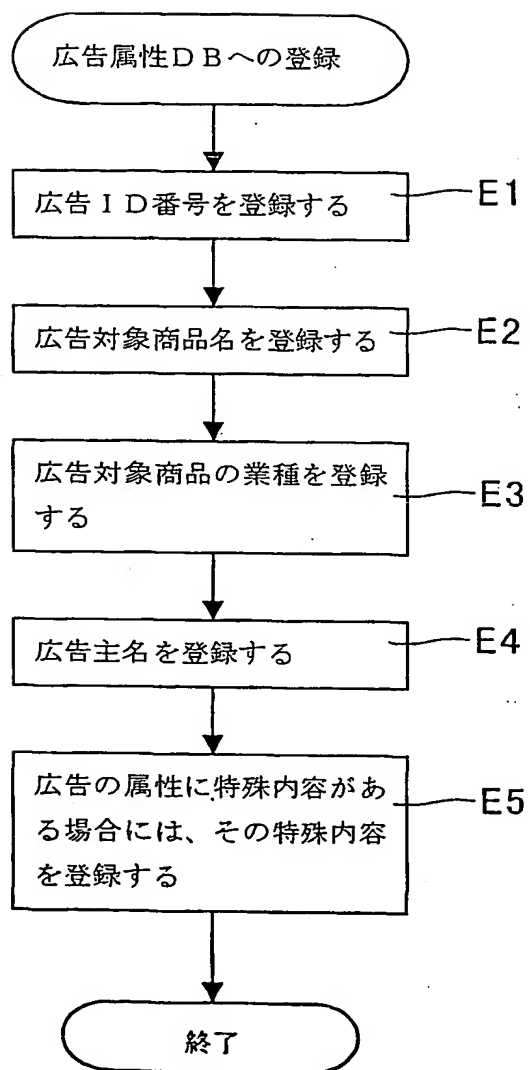 広告属性DBへの登録
広告ID番号を登録する
E1
広告対象商品名を登録する
E2
広告対象商品の業種を登録
する
E3
広告主名を登録する
E4
広告の属性に特殊内容があ
る場合には、その特殊内容
を登録する
E5
終了